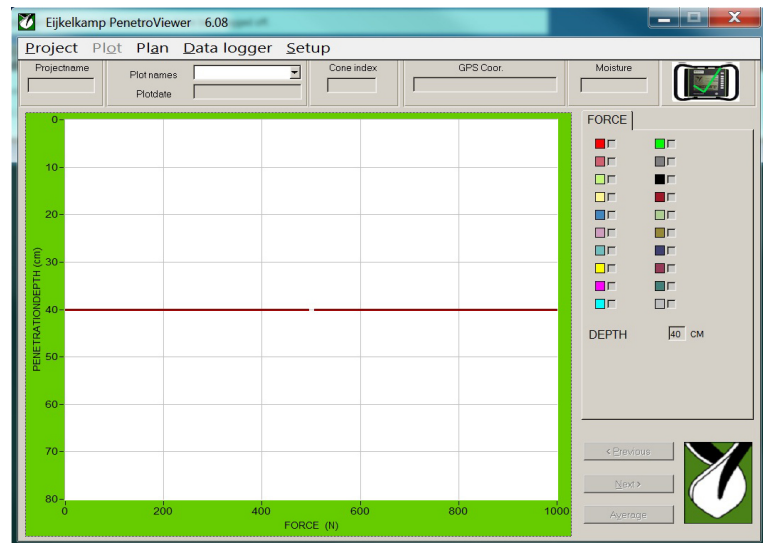 Eijkelkamp PenetroViewer 6.08
Project Plot Plan Data logger Setup
Projectname
Plot names
Plotdate
Cone index
GPS Coor.
Moisture
FORCE
0
10
20
30
40
50
60
70
80
PENETRATIONDEPTH (cm)
0 200 400 600 800 1000
FORCE (N)
DEPTH 40 CM
< Previous
Next >
Average